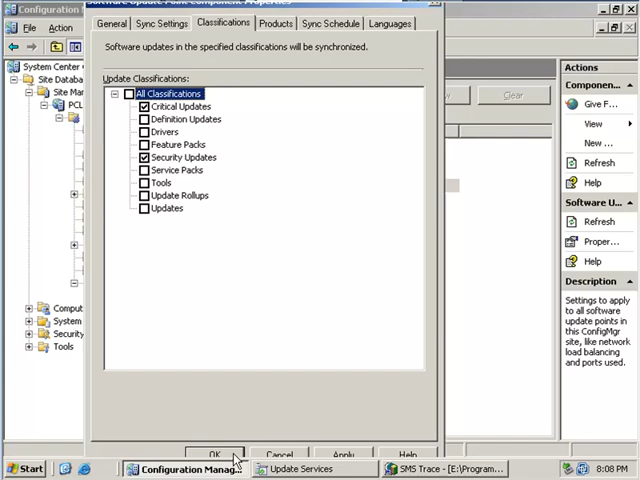 Configuration M
Software Update Point Component Properties
File
Action
General
Sync Settings
Classifications
Products
Sync Schedule
Languages
Software updates in the specified classifications will be synchronized.
Update Classifications:
All Classifications
Critical Updates
Definition Updates
Drivers
Feature Packs
Security Updates
Service Packs
Tools
Update Rollups
Updates
OK
Cancel
Apply
Help
System Center
Site Databa
Site Mar
PCL
Comput
System
Security
Tools
w
Clear
Actions
Componen...
Give F...
View
New ...
Refresh
Help
Software U...
Refresh
Proper...
Help
Description
Settings to apply
to all software
update points in
this ConfigMgr
site, like network
load balancing
and ports used.
Start
Configuration Manag...
Update Services
SMS Trace - [E:\Program...
8:08 PM